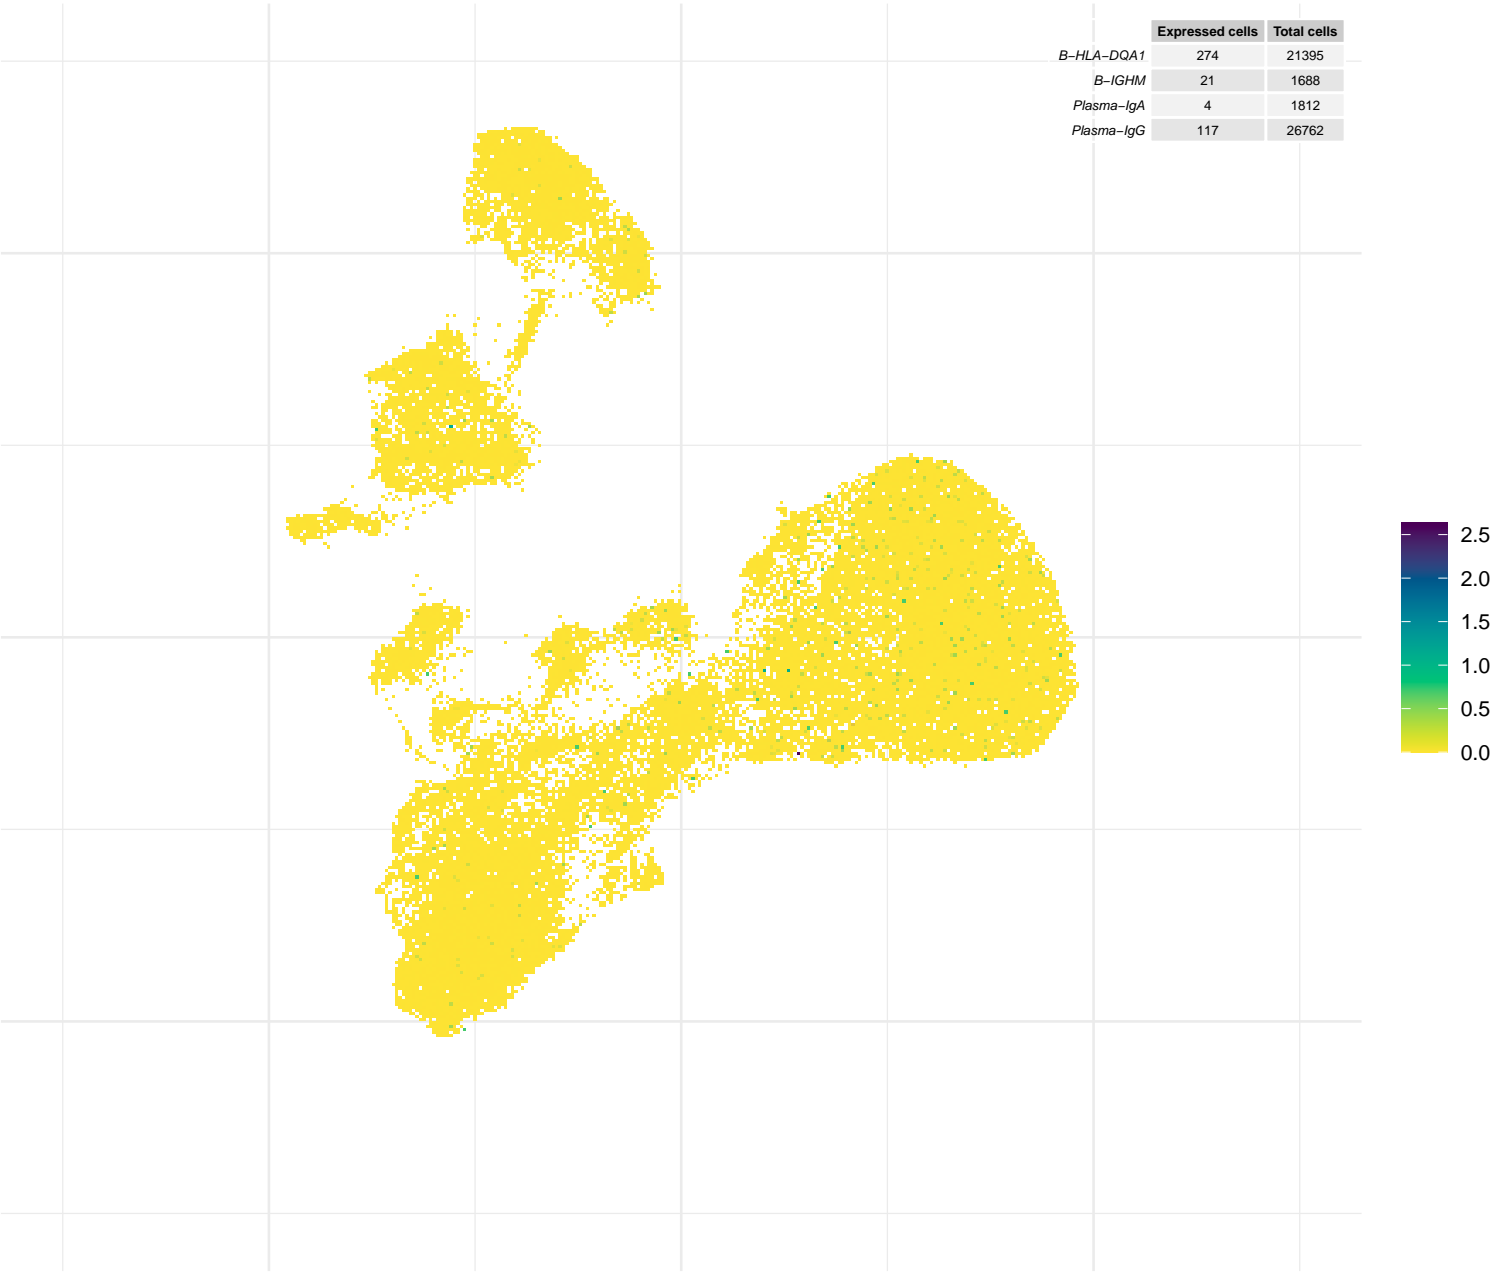 Expressed cells Total cells
B-HLA-DQA1 274 21395
B-IGHM 21 1688
Plasma-IgA 4 1812
Plasma-IgG 117 26762
2.5
2.0
1.5
1.0
0.5
0.0